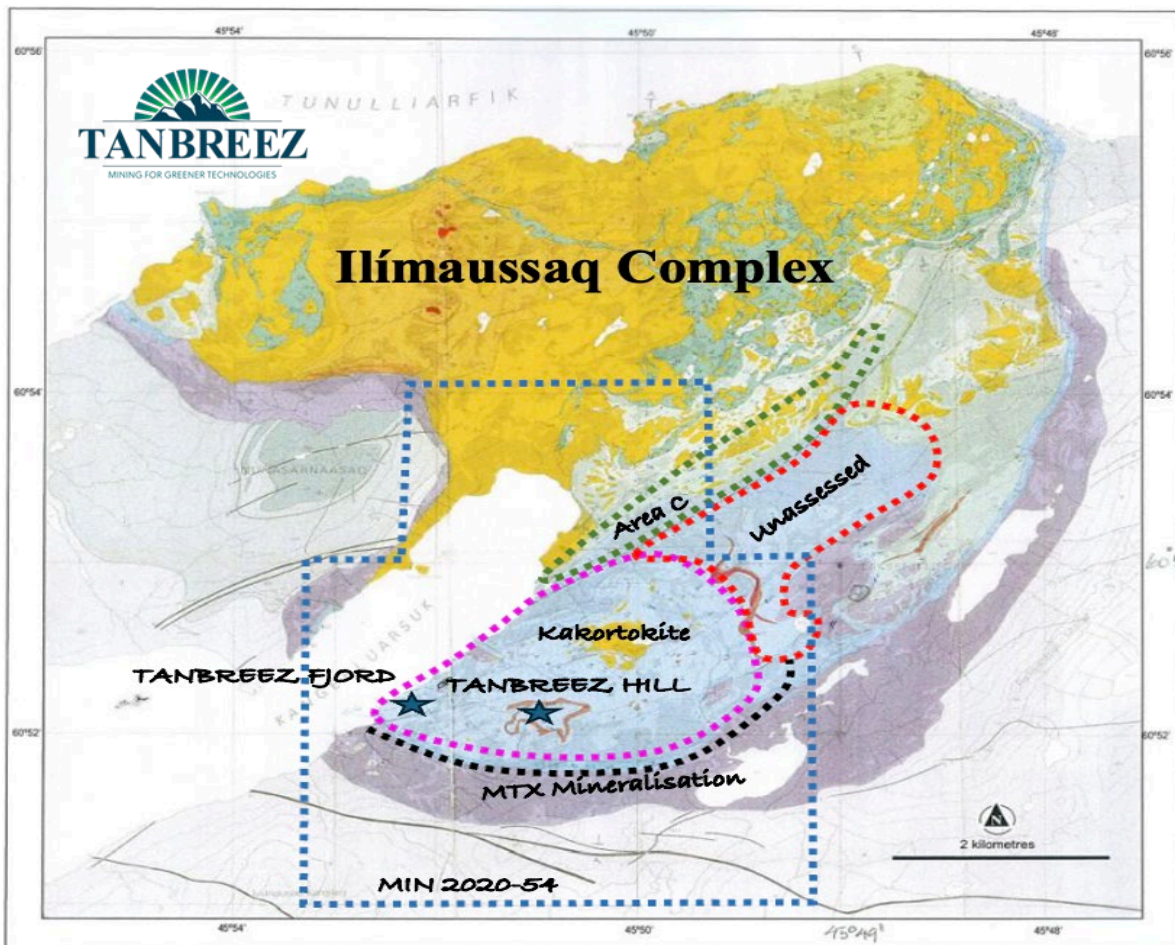 45°54'
45°50'
45°48'
60°56'
60°56'
TUNULLIARFIK
TANBREEZ
MINING FOR GREENER TECHNOLOGIES
Ilímaussaq Complex
60°54'
60°54'
Area C
Unassessed
Kakortokite
TANBREEZ FJORD
TANBREEZ HILL
60°52'
60°52'
MTX Mineralisation
N
2 kilometres
MIN 2020-54
45°54'
45°50'
45°49'
45°48'